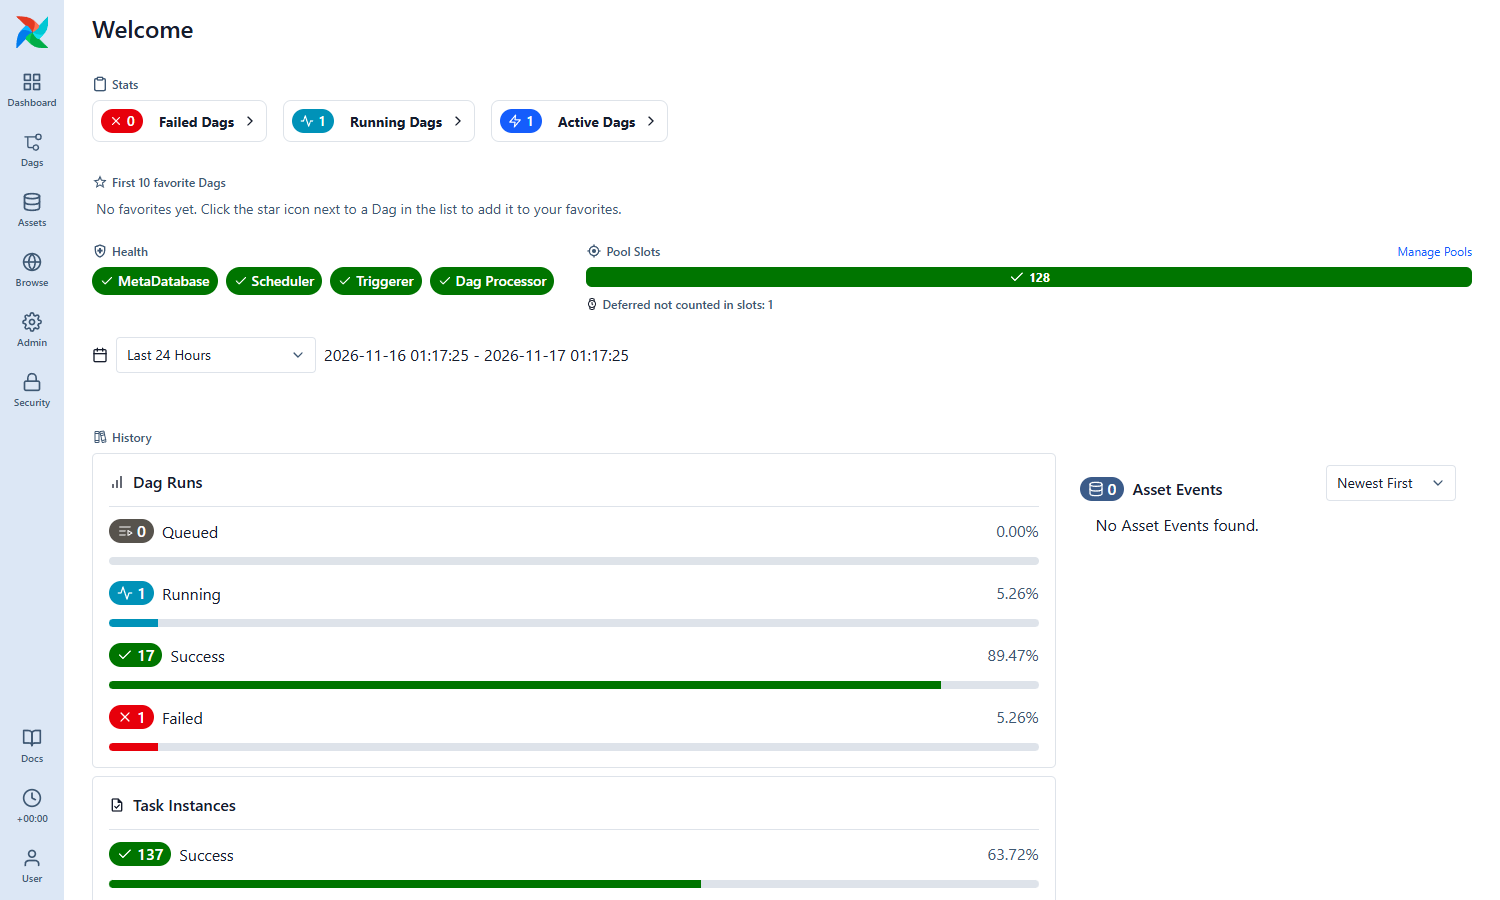 Welcome
Dashboard
Dags
Assets
Browse
Admin
Security
Docs
+00:00
User
Stats
0 Failed Dags
1 Running Dags
1 Active Dags
First 10 favorite Dags
No favorites yet. Click the star icon next to a Dag in the list to add it to your favorites.
Health
MetaDatabase Scheduler Triggerer Dag Processor
Pool Slots
Manage Pools
128
Deferred not counted in slots: 1
Last 24 Hours 2026-11-16 01:17:25 - 2026-11-17 01:17:25
History
Dag Runs
0 Queued 0.00%
1 Running 5.26%
17 Success 89.47%
1 Failed 5.26%
Task Instances
137 Success 63.72%
0 Asset Events
Newest First
No Asset Events found.